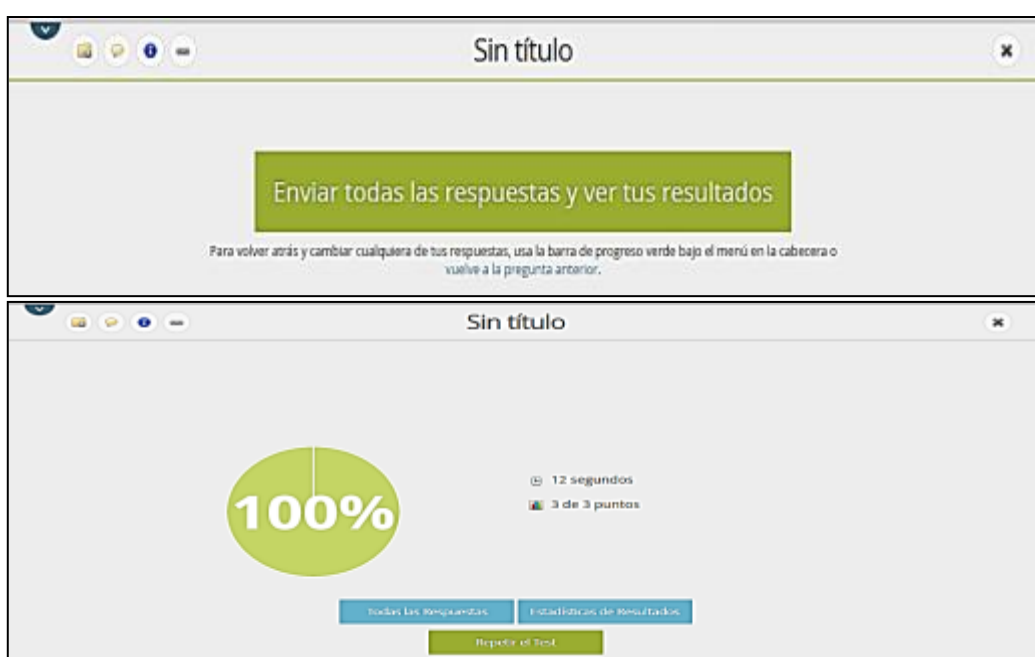 Sin título
Enviar todas las respuestas y ver tus resultados
Para volver atrás y cambiar cualquiera de tus respuestas, usa la barra de progreso verde bajo el menú en la cabecera o
vuelve a la pregunta anterior.
Sin título
100%
12 segundos
3 de 3 puntos
Todas las Respuestas
Estadísticas de Resultados
Repetir el Test